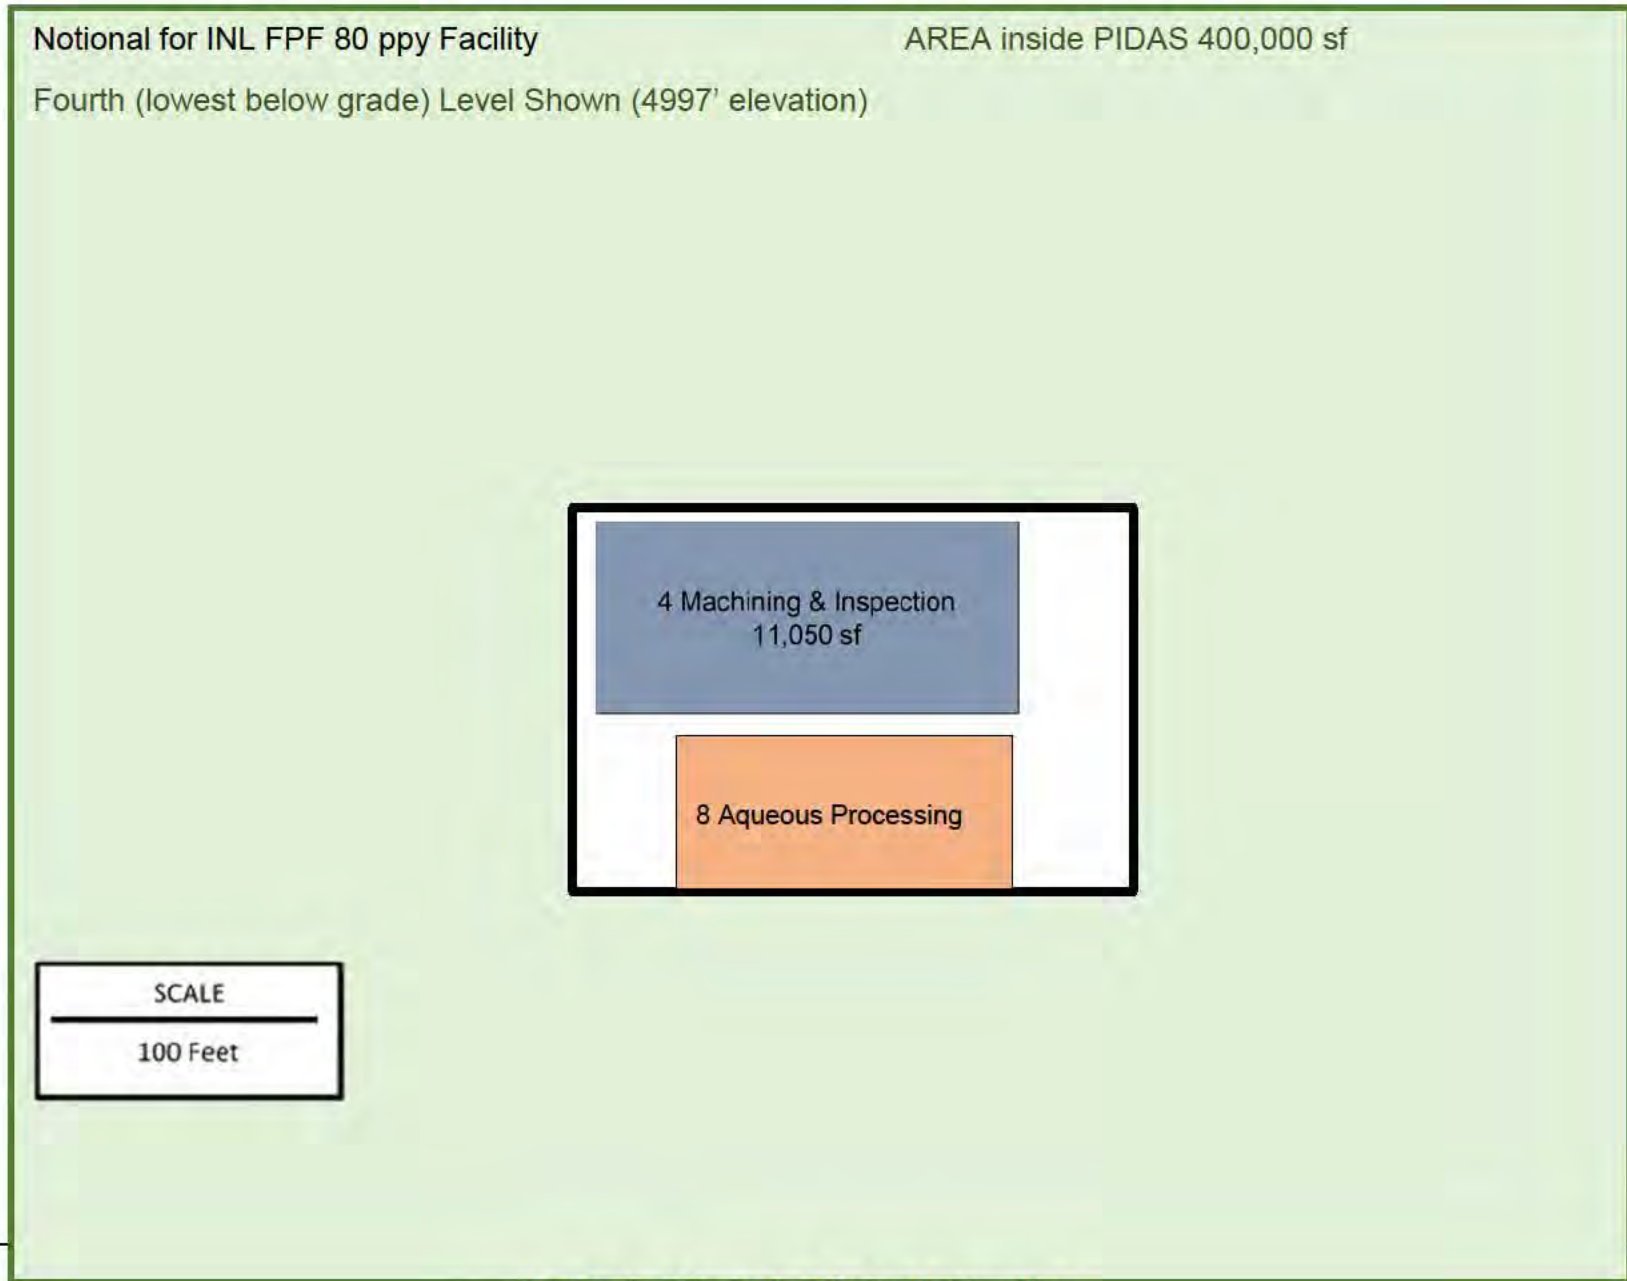 Notional for INL FPF 80 ppy Facility
AREA inside PIDAS 400,000 sf
Fourth (lowest below grade) Level Shown (4997' elevation)
4 Machining & Inspection
11,050 sf
8 Aqueous Processing
SCALE
100 Feet